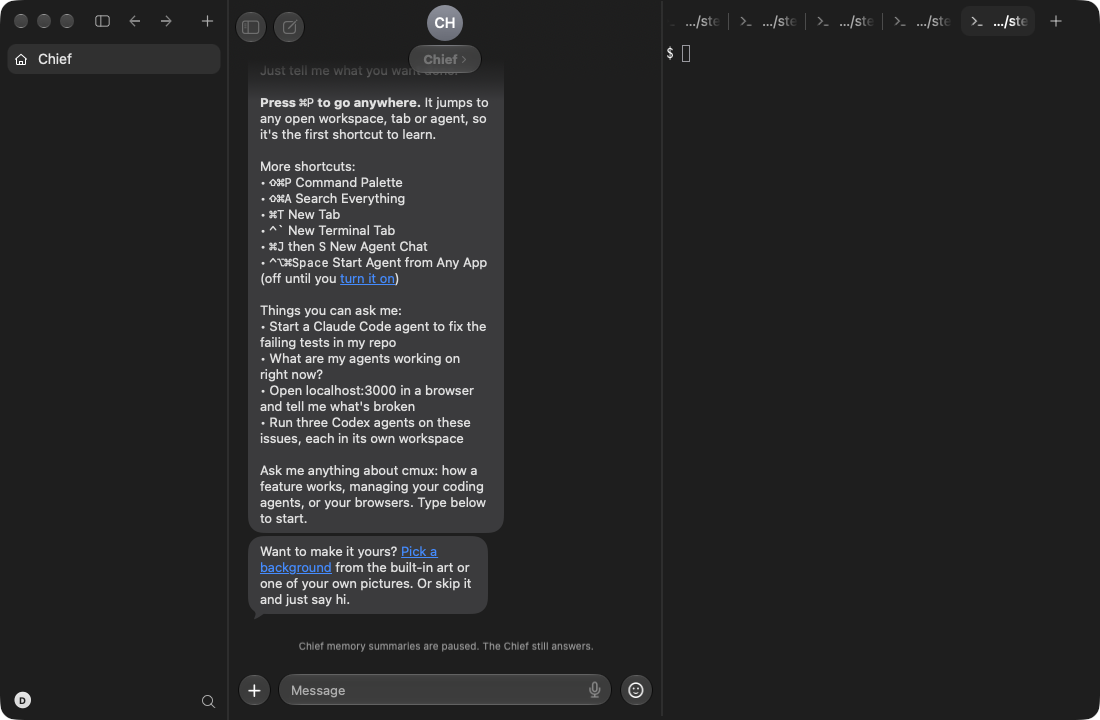 Chief
CH
Chief ›
Just tell me what you want done.
Press ⌘P to go anywhere. It jumps to
any open workspace, tab or agent, so
it's the first shortcut to learn.
More shortcuts:
• ⇧⌘P Command Palette
• ⇧⌘A Search Everything
• ⌘T New Tab
• ^` New Terminal Tab
• ⌘J then S New Agent Chat
• ^⌥⌘Space Start Agent from Any App
(off until you turn it on)
Things you can ask me:
• Start a Claude Code agent to fix the
failing tests in my repo
• What are my agents working on
right now?
• Open localhost:3000 in a browser
and tell me what's broken
• Run three Codex agents on these
issues, each in its own workspace
Ask me anything about cmux: how a
feature works, managing your coding
agents, or your browsers. Type below
to start.
Want to make it yours? Pick a
background from the built-in art or
one of your own pictures. Or skip it
and just say hi.
Chief memory summaries are paused. The Chief still answers.
Message
D
.../ste .../ste .../ste .../ste .../ste
$